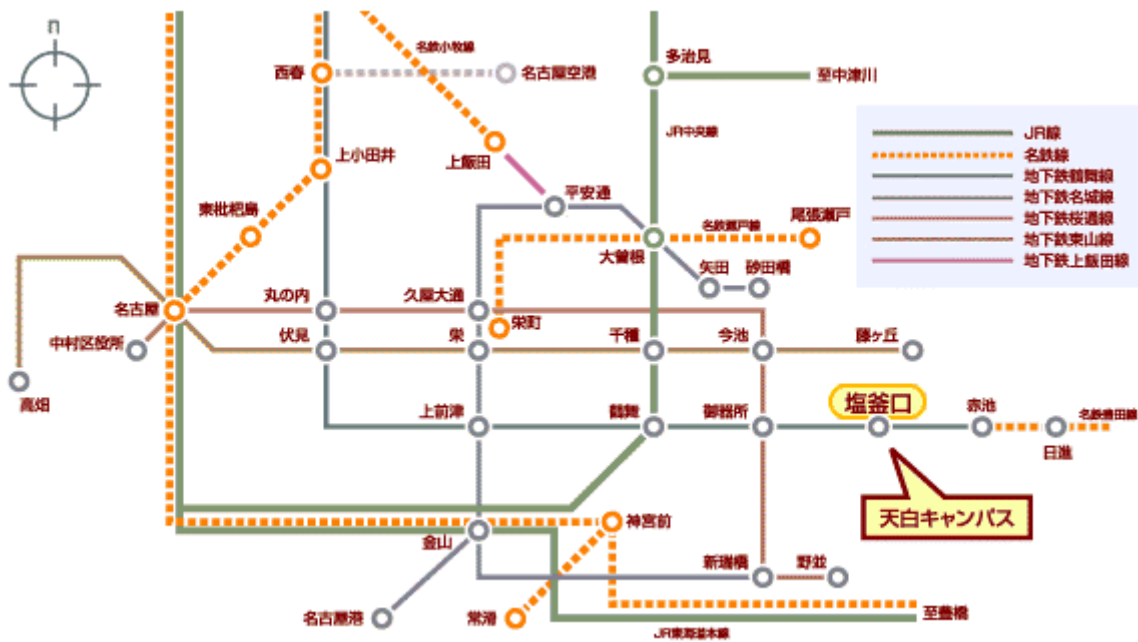 n
名鉄小牧線
西春
名古屋空港
多治見
至中津川
JR中央線
JR線
名鉄線
地下鉄鶴舞線
地下鉄名城線
地下鉄桜通線
地下鉄東山線
地下鉄上飯田線
上小田井
上飯田
平安通
東枇杷島
名鉄瀬戸線
尾張瀬戸
大曽根
矢田
砂田橋
名古屋
丸の内
久屋大通
栄町
中村区役所
伏見
栄
千種
今池
藤ヶ丘
高畑
上前津
鶴舞
御器所
塩釜口
赤池
名鉄豊田線
日進
天白キャンパス
神宮前
金山
新瑞橋
野並
名古屋港
常滑
至豊橋
JR東海道本線